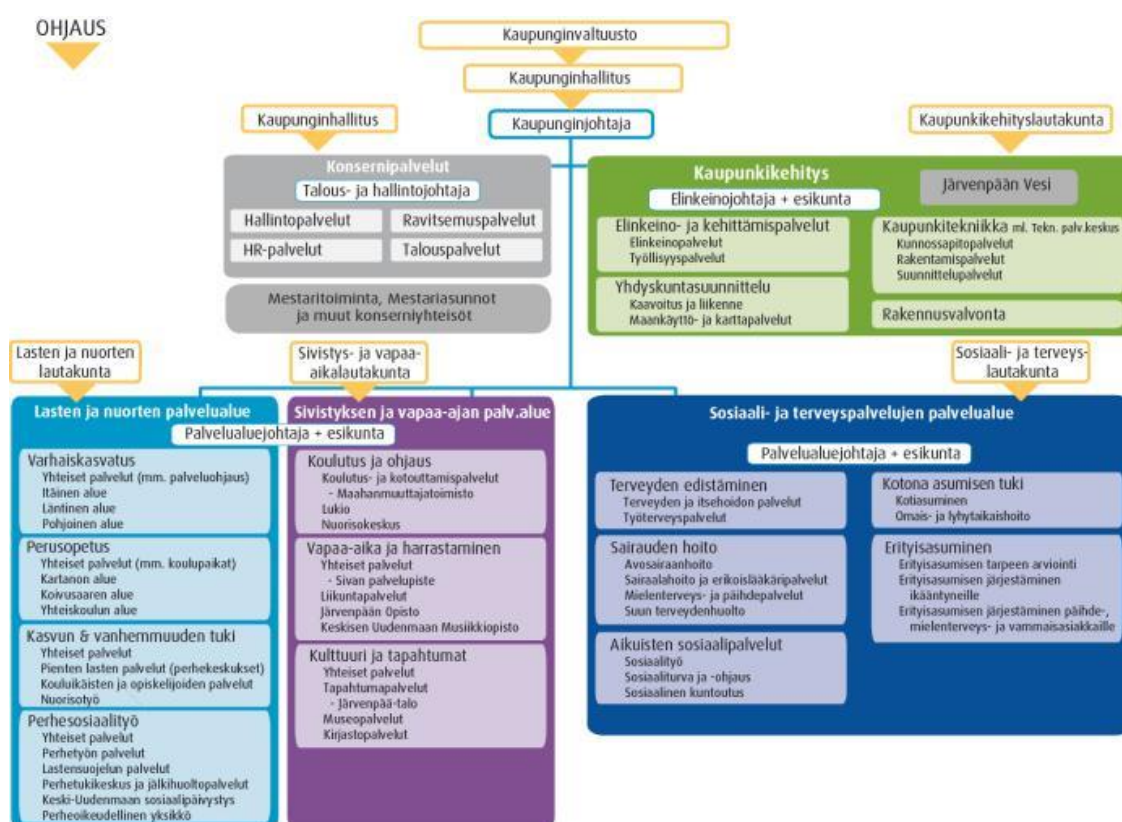 OHJAUS
Kaupunginvaltuusto
Kaupunginhallitus
Kaupunginhallitus
Kaupunginjohtaja
Kaupunkikehityslautakunta
Konsernipalvelut
Talous- ja hallintojohtaja
Hallintopalvelut
Ravitsemuspalvelut
HR-palvelut
Talouspalvelut
Mestaritoiminta, Mestariasunnot
ja muut konserniyhteisöt
Kaupunkikehitys
Elinkeinojohtaja + esikunta
Järvenpään Vesi
Elinkeino- ja kehittämispalvelut
Elinkeinopalvelut
Työllisyyspalvelut
Yhdyskuntasuunnittelu
Kaavoitus ja liikenne
Maankäyttö- ja karttapalvelut
Kaupunkitekniikka ml. Tekn. palv.keskus
Kunnossapitopalvelut
Rakentamispalvelut
Suunnittelupalvelut
Rakennusvalvonta
Lasten ja nuorten
lautakunta
Sivistys- ja vapaa-
aikalautakunta
Sosiaali- ja terveys-
lautakunta
Lasten ja nuorten palvelualue
Sivistyksen ja vapaa-ajan palv.alue
Palvelualuejohtaja + esikunta
Varhaiskasvatus
Yhteiset palvelut (mm. palveluohjaus)
Itäinen alue
Läntinen alue
Pohjoinen alue
Perusopetus
Yhteiset palvelut (mm. koulupaikat)
Kartanon alue
Koivusaaren alue
Yhteiskoulun alue
Kasvun & vanhemmuuden tuki
Yhteiset palvelut
Pienten lasten palvelut (perhekeskukset)
Kouluikäisten ja opiskelijoiden palvelut
Nuorisotyö
Perhesosiaalityö
Yhteiset palvelut
Perhetyön palvelut
Lastensuojelun palvelut
Perhetukikeskus ja jälkihuoltopalvelut
Keski-Uudenmaan sosiaalipäivystys
Perheoikeudellinen yksikkö
Koulutus ja ohjaus
Koulutus- ja kotouttamispalvelut
- Maahanmuuttajatoimisto
Lukio
Nuorisokeskus
Vapaa-aika ja harrastaminen
Yhteiset palvelut
- Sivan palvelupiste
Liikuntapalvelut
Järvenpään Opisto
Keskisen Uudenmaan Musiikkiopisto
Kulttuuri ja tapahtumat
Yhteiset palvelut
Tapahtumapalvelut
- Järvenpää-talo
Museopalvelut
Kirjastopalvelut
Sosiaali- ja terveyspalvelujen palvelualue
Palvelualuejohtaja + esikunta
Terveyden edistäminen
Terveyden ja itsehoidon palvelut
Työterveyspalvelut
Sairauden hoito
Avosairaanhoito
Sairaalahoito ja erikoislääkäripalvelut
Mielenterveys- ja päihdepalvelut
Suun terveydenhuolto
Aikuisten sosiaalipalvelut
Sosiaalityö
Sosiaaliturva ja -ohjaus
Sosiaalinen kuntoutus
Kotona asumisen tuki
Kotiasuminen
Omais- ja lyhytaikaishoito
Erityisasuminen
Erityisasumisen tarpeen arviointi
Erityisasumisen järjestäminen
ikääntyneille
Erityisasumisen järjestäminen päihde-,
mielenterveys- ja vammaisasiakkaille